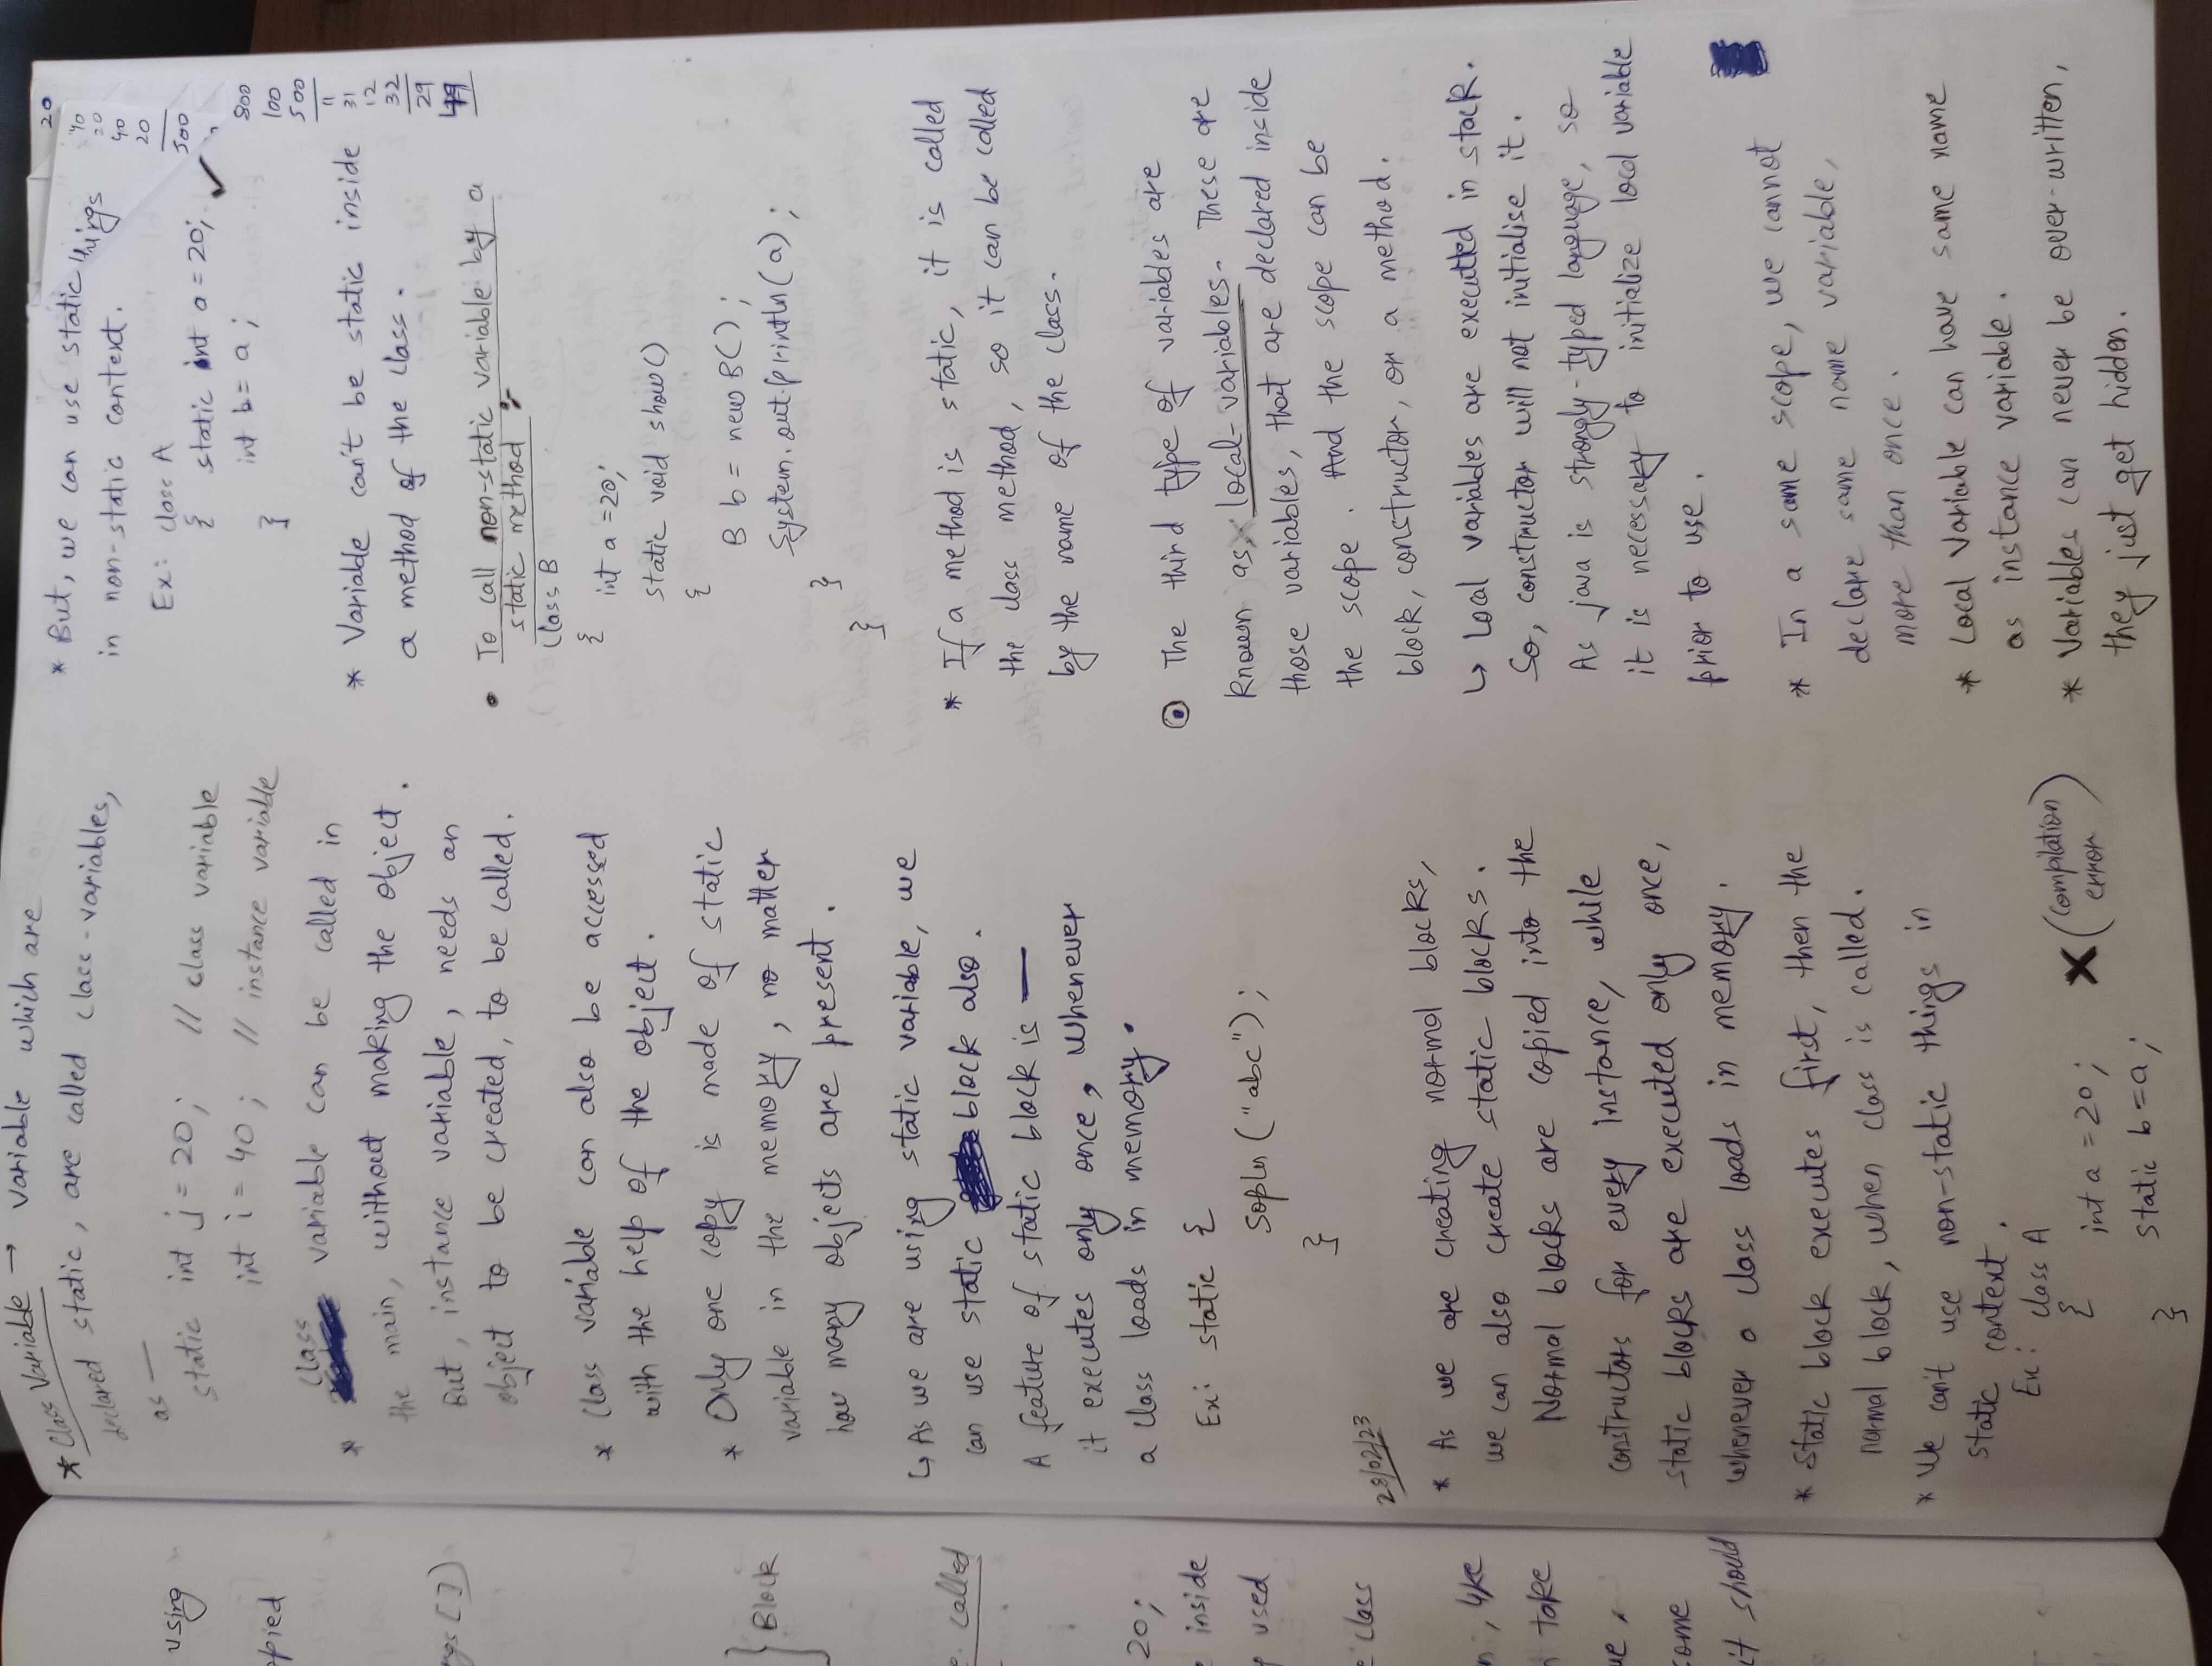 using
opied
ngs [])
Block
e. called
20;
e inside
y used
e class
n, like
n take
ue,
some
it should
* Class Variable → variable which are
declared static, are called class-variables,
as —
static int j = 20; // class variable
int i = 40; // instance variable
* class variable can be called in
the main, without making the object.
But, instance variable, needs an
object to be created, to be called.
* Class variable can also be accessed
with the help of the object.
* Only one copy is made of static
variable in the memory, no matter
how many objects are present.
↳ As we are using static variable, we
can use static block also.
A feature of static block is —
it executes only once, whenever
a class loads in memory.
Ex: static {
sopln ("abc");
}
28/02/23
* As we are creating normal blocks,
we can also create static blocks.
Normal blocks are copied into the
constructors for every instance, while
static blocks are executed only once,
whenever a class loads in memory.
* Static block executes first, then the
normal block, when class is called.
* We can't use non-static things in
static context.
Ex: class A
{
int a = 20; ✗ (compilation
error)
static b = a;
}
* But, we can use static things
in non-static context.
Ex: class A
{ static int a = 20; ✓
int b = a;
}
* Variable can't be static inside
a method of the class.
• To call non-static variable by a
static method :-
Class B
{
int a = 20;
static void show()
{
B b = new B();
System.out.println(a);
}
}
* If a method is static, it is called
the class method, so it can be called
by the name of the class.
⊙ The third type of variables are
known as, local-variables. These are
those variables, that are declared inside
the scope. And the scope can be
block, constructor, or a method.
↳ Local variables are executted in stack.
So, constructor will not initialise it.
As java is strongly-typed language, so
it is necessary to initialize local variable
prior to use.
* In a same scope, we cannot
declare same name variable,
more than once.
* Local Variable can have same name
as instance variable.
* Variables can never be over-written,
they just get hidden.
20
40
20
40
20
500
800
100
500
11
31
12
32
29